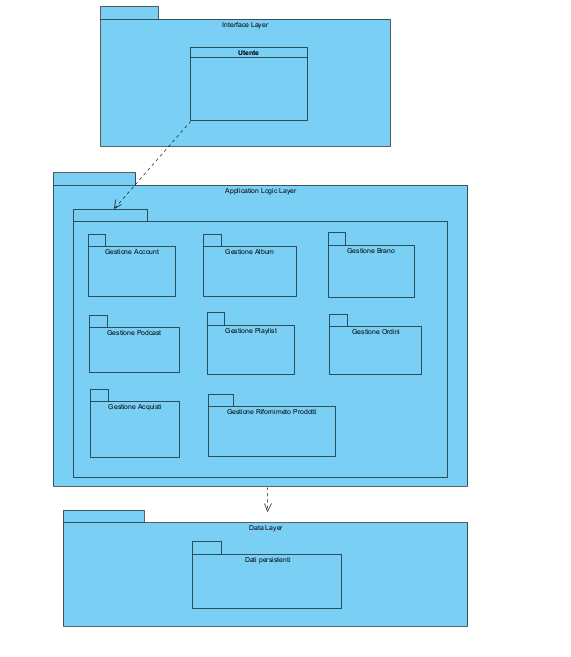 Interface Layer
Utente
Application Logic Layer
Gestione Account
Gestione Album
Gestione Brano
Gestione Podcast
Gestione Playlist
Gestione Ordini
Gestione Acquisti
Gestione Rifornimeto Prodotti
Data Layer
Dati persistenti